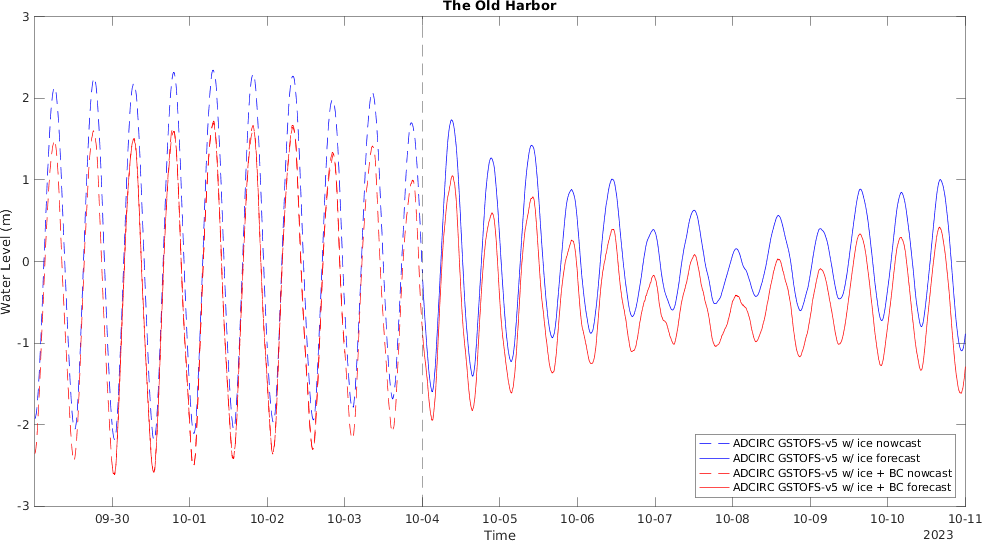 The Old Harbor
3
2
1
0
-1
-2
-3
Water Level (m)
ADCIRC GSTOFS-v5 w/ ice nowcast
ADCIRC GSTOFS-v5 w/ ice forecast
ADCIRC GSTOFS-v5 w/ ice + BC nowcast
ADCIRC GSTOFS-v5 w/ ice + BC forecast
09-30 10-01 10-02 10-03 10-04 10-05 10-06 10-07 10-08 10-09 10-10 10-11
Time
2023